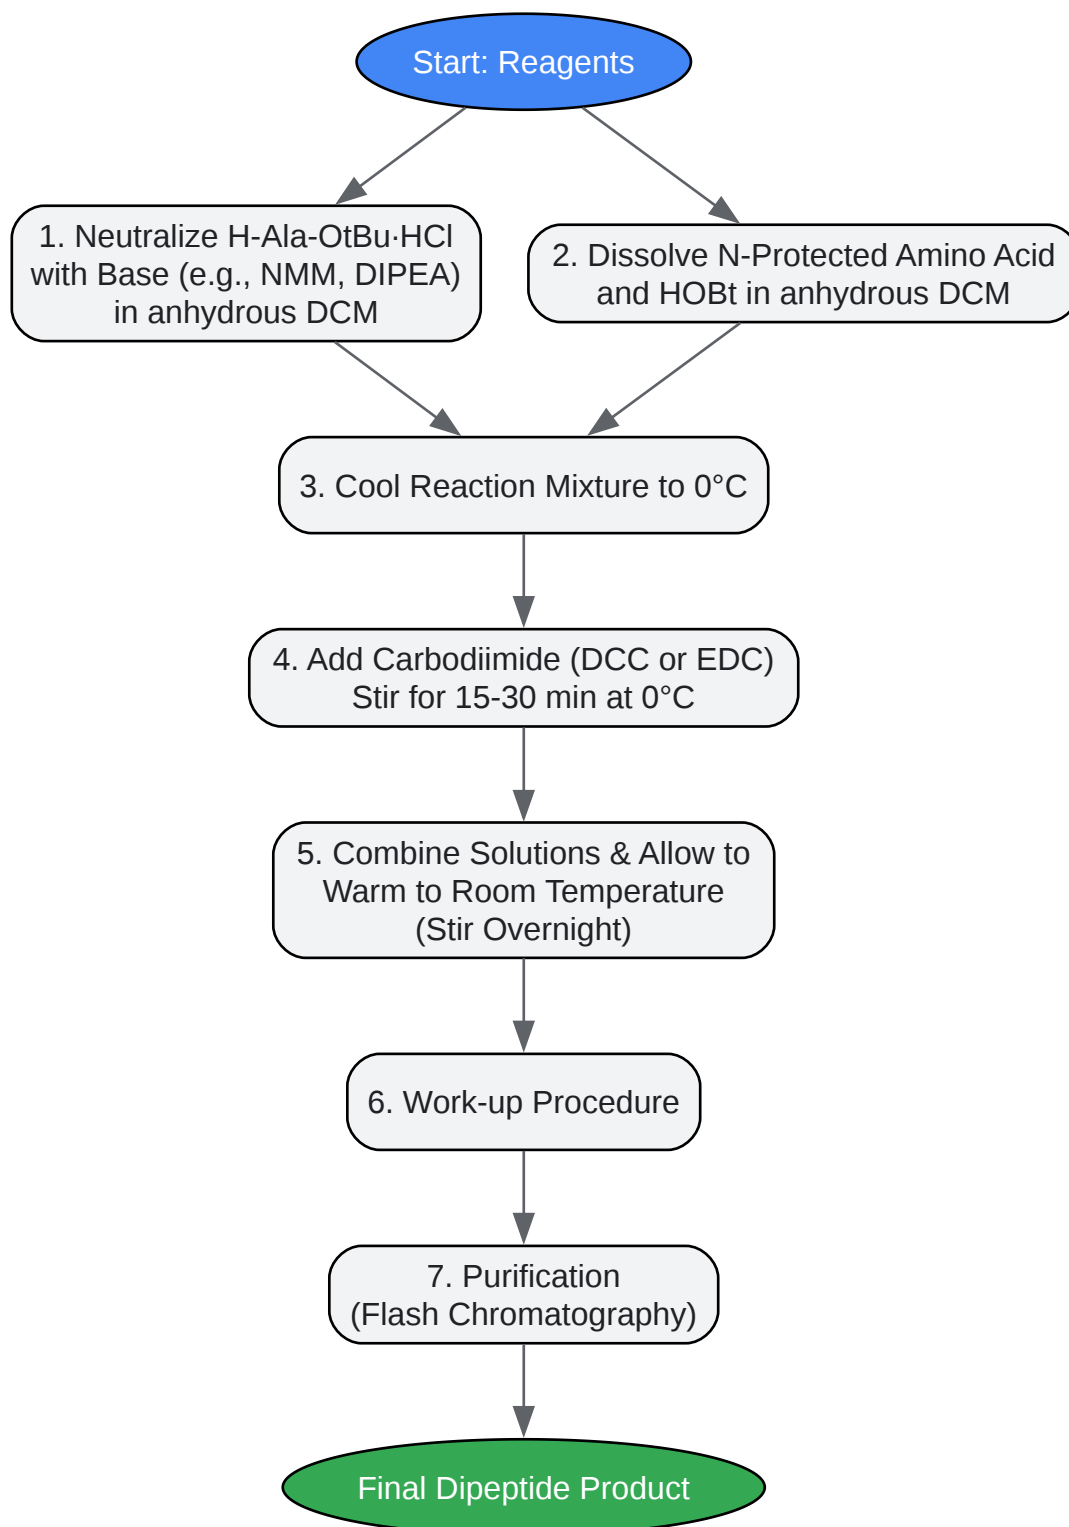 Start: Reagents
1. Neutralize H-Ala-OtBu·HCl
with Base (e.g., NMM, DIPEA)
in anhydrous DCM
2. Dissolve N-Protected Amino Acid
and HOBt in anhydrous DCM
3. Cool Reaction Mixture to 0°C
4. Add Carbodiimide (DCC or EDC)
Stir for 15-30 min at 0°C
5. Combine Solutions & Allow to
Warm to Room Temperature
(Stir Overnight)
6. Work-up Procedure
7. Purification
(Flash Chromatography)
Final Dipeptide Product